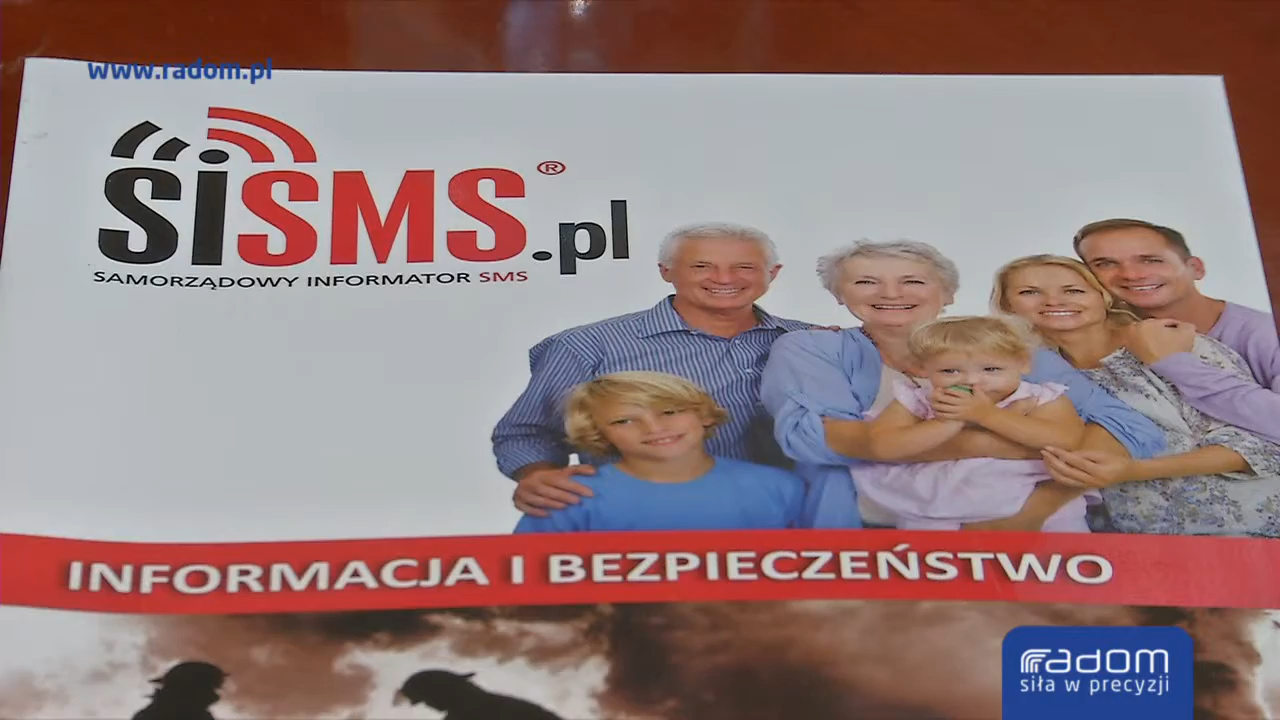 www.radom.pl
SiSMS®.pl
SAMORZĄDOWY INFORMATOR SMS
INFORMACJA I BEZPIECZEŃSTWO
radom
siła w precyzji